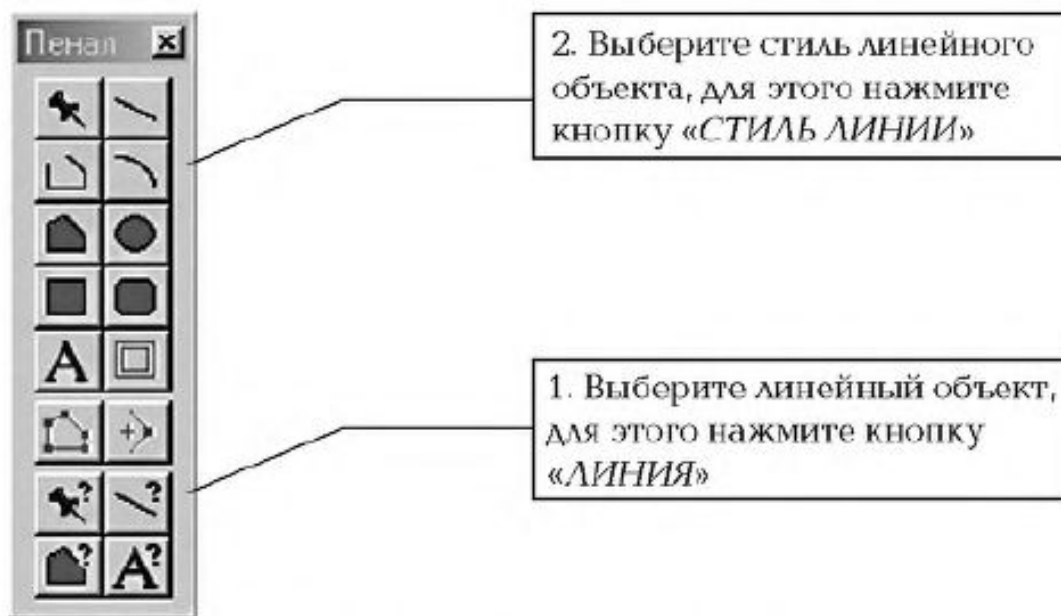 Пенал
2. Выберите стиль линейного
объекта, для этого нажмите
кнопку «СТИЛЬ ЛИНИИ»
A
1. Выберите линейный объект,
для этого нажмите кнопку
«ЛИНИЯ»
?
?
?
A?